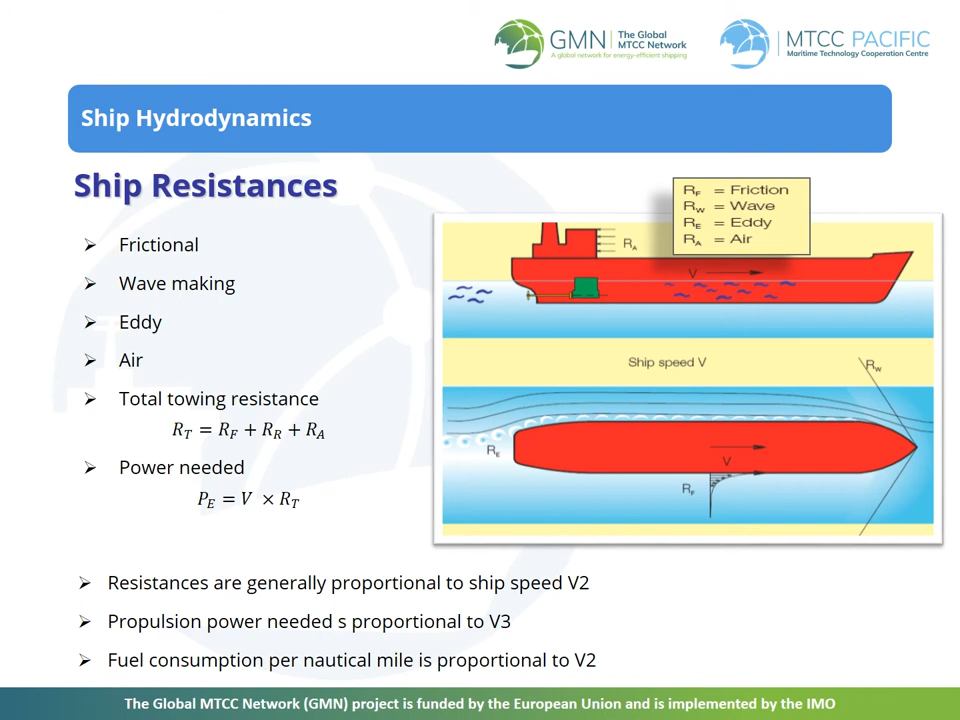 GMN
The Global
MTCC Network
A global network for energy-efficient shipping
MTCC PACIFIC
Maritime Technology Cooperation Centre
Ship Hydrodynamics
Ship Resistances
➢ Frictional
➢ Wave making
➢ Eddy
➢ Air
➢ Total towing resistance
R_T = R_F + R_R + R_A
➢ Power needed
P_E = V × R_T
R_F = Friction
R_W = Wave
R_E = Eddy
R_A = Air
R_A
V
Ship speed V
R_W
R_E
V
R_F
➢ Resistances are generally proportional to ship speed V2
➢ Propulsion power needed s proportional to V3
➢ Fuel consumption per nautical mile is proportional to V2
The Global MTCC Network (GMN) project is funded by the European Union and is implemented by the IMO